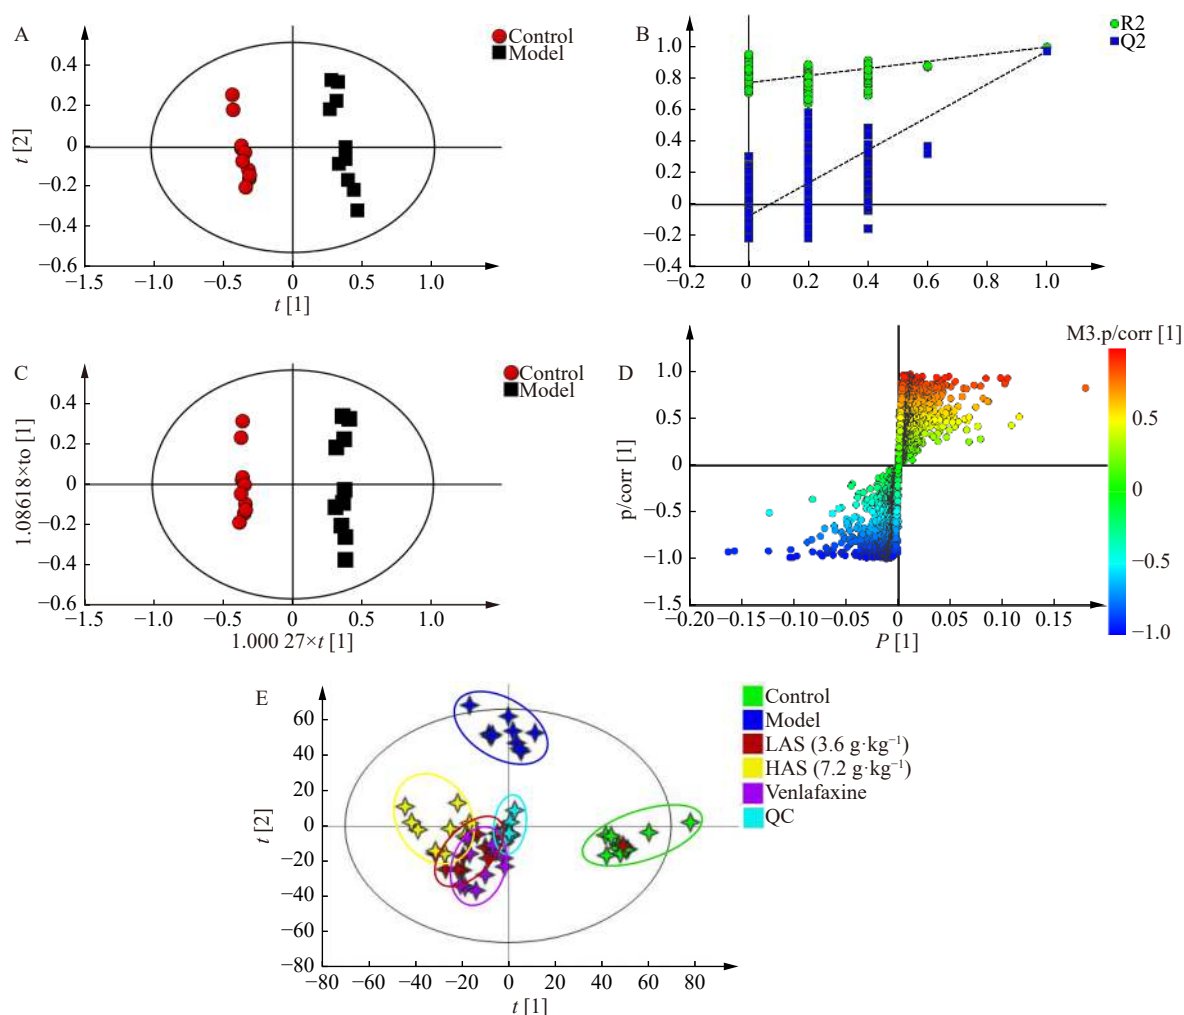 A
Control
Model
0.4
0.2
0
−0.2
−0.4
−0.6
t [2]
−1.5
−1.0
−0.5
0
0.5
1.0
t [1]
B
R2
Q2
1.0
0.8
0.6
0.4
0.2
0
−0.2
−0.4
−0.2
0
0.2
0.4
0.6
0.8
1.0
C
Control
Model
0.4
0.2
0
−0.2
−0.4
−0.6
1.08618×to [1]
−1.5
−1.0
−0.5
0
0.5
1.0
1.000 27×t [1]
D
M3.p/corr [1]
1.0
0.5
0
−0.5
−1.0
−1.5
p/corr [1]
−0.20
−0.15
−0.10
−0.05
0
0.05
0.10
0.15
P [1]
0.5
0
−0.5
−1.0
E
Control
Model
LAS (3.6 g·kg⁻¹)
HAS (7.2 g·kg⁻¹)
Venlafaxine
QC
60
40
20
0
−20
−40
−60
−80
t [2]
−80
−60
−40
−20
0
20
40
60
80
t [1]